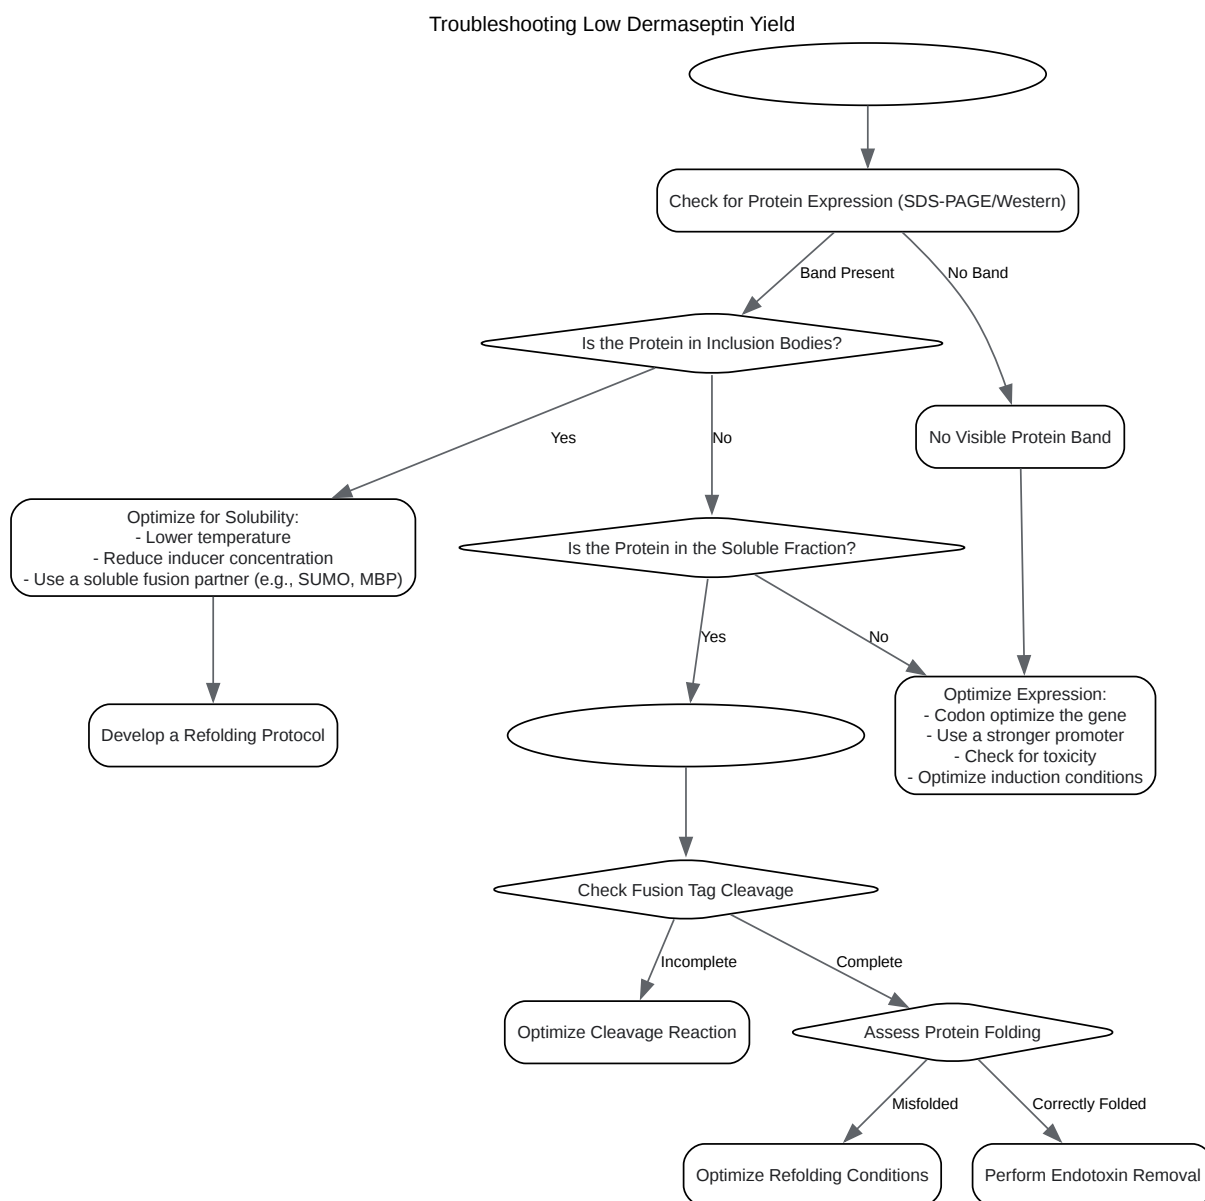 Troubleshooting Low Dermaseptin Yield
Check for Protein Expression (SDS-PAGE/Western)
Band Present
No Band
Is the Protein in Inclusion Bodies?
Yes
No
No Visible Protein Band
Optimize for Solubility:
- Lower temperature
- Reduce inducer concentration
- Use a soluble fusion partner (e.g., SUMO, MBP)
Is the Protein in the Soluble Fraction?
Yes
No
Develop a Refolding Protocol
Optimize Expression:
- Codon optimize the gene
- Use a stronger promoter
- Check for toxicity
- Optimize induction conditions
Check Fusion Tag Cleavage
Incomplete
Complete
Optimize Cleavage Reaction
Assess Protein Folding
Misfolded
Correctly Folded
Optimize Refolding Conditions
Perform Endotoxin Removal